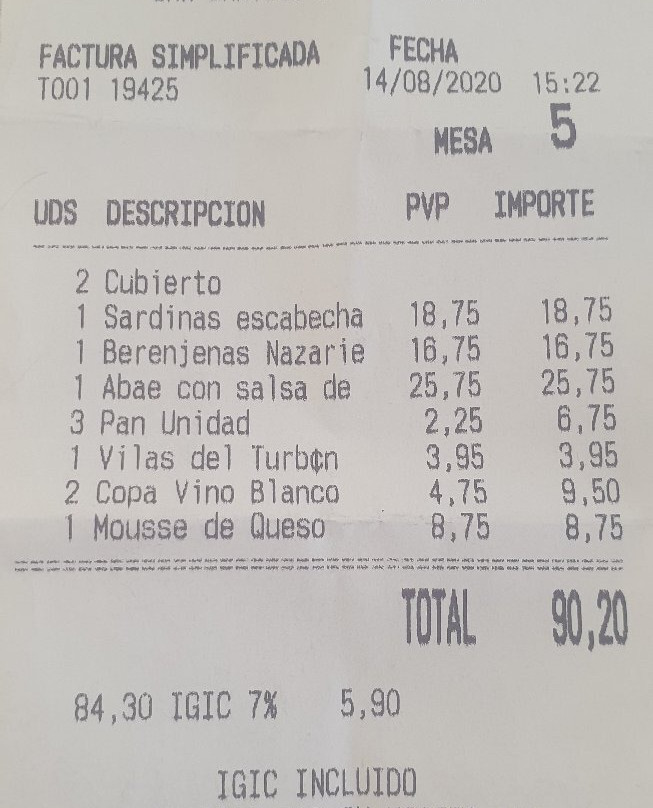 FACTURA SIMPLIFICADA FECHA
T001 19425 14/08/2020 15:22
MESA 5
UDS DESCRIPCION PVP IMPORTE
2 Cubierto
1 Sardinas escabecha 18,75 18,75
1 Berenjenas Nazarie 16,75 16,75
1 Abae con salsa de 25,75 25,75
3 Pan Unidad 2,25 6,75
1 Vilas del Turb¢n 3,95 3,95
2 Copa Vino Blanco 4,75 9,50
1 Mousse de Queso 8,75 8,75
TOTAL 90,20
84,30 IGIC 7% 5,90
IGIC INCLUIDO